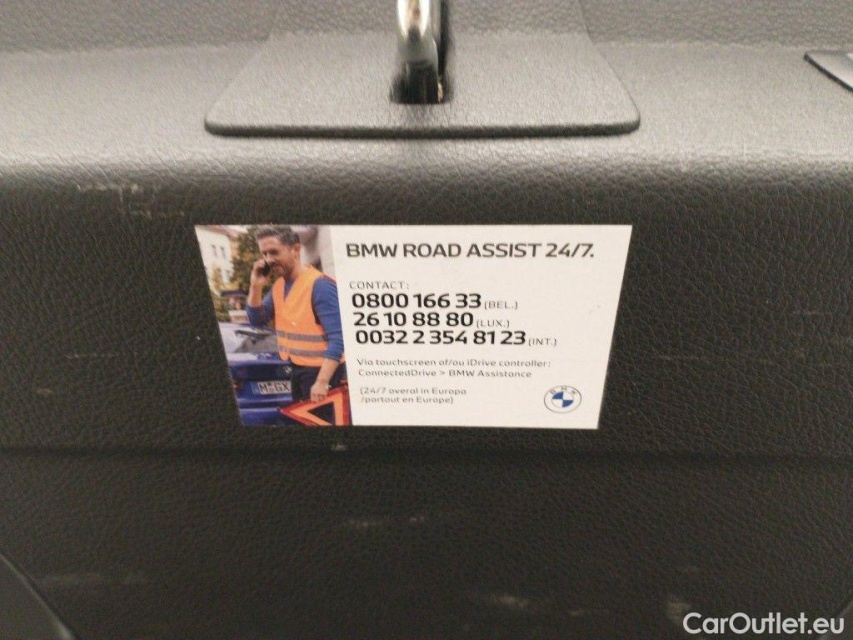 BMW ROAD ASSIST 24/7.
CONTACT:
0800 166 33 (BEL.)
26 10 88 80 (LUX.)
0032 2 354 81 23 (INT.)
Via touchscreen of/ou iDrive controller:
ConnectedDrive > BMW Assistance
(24/7 overal in Europa
/partout en Europe)
BMW
M·GX
CarOutlet.eu